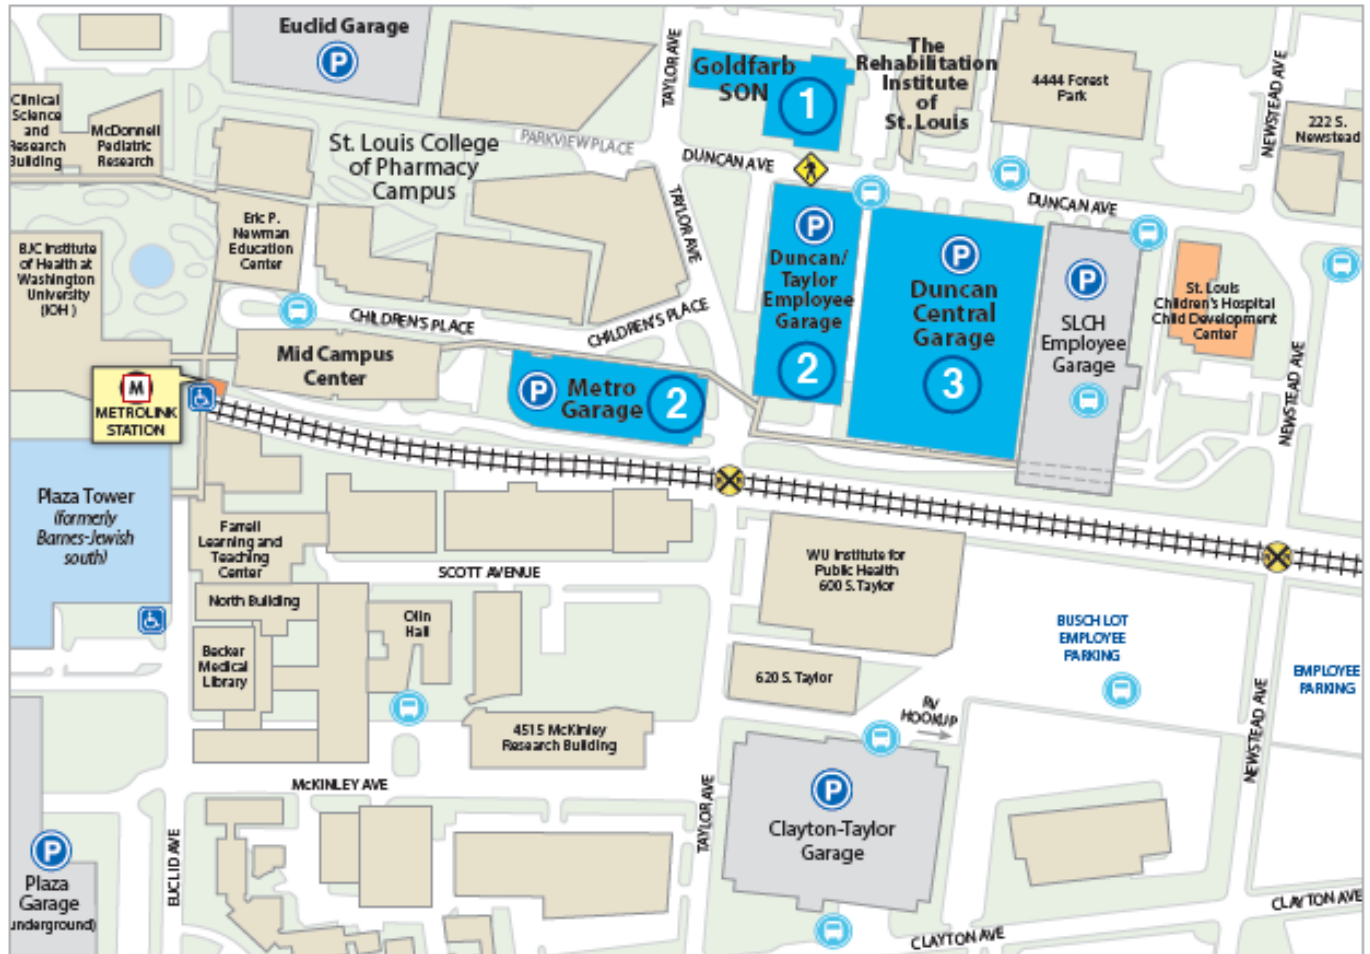 Euclid Garage
P
TAYLOR AVE
Goldfarb
SON
1
The
Rehabilitation
Institute
of
St. Louis
4444 Forest
Park
NEWSTEAD AVE
222 S.
Newstead
Clinical
Science
and
Research
Building
McDonnell
Pediatric
Research
St. Louis College
of Pharmacy
Campus
PARKVIEW PLACE
DUNCAN AVE
TAYLOR AVE
DUNCAN AVE
Eric P.
Newman
Education
Center
BJC Institute
of Health at
Washington
University
(IOH )
P
Duncan/
Taylor
Employee
Garage
2
P
Duncan
Central
Garage
3
P
SLCH
Employee
Garage
St. Louis
Children's Hospital
Child Development
Center
CHILDREN'S PLACE
CHILDREN'S PLACE
Mid Campus
Center
P
Metro
Garage
2
M
METROLINK
STATION
NEWSTEAD AVE
Plaza Tower
(formerly
Barnes-Jewish
south)
Farrell
Learning and
Teaching
Center
SCOTT AVENUE
WU Institute for
Public Health
600 S. Taylor
North Building
Olin
Hall
Becker
Medical
Library
BUSCH LOT
EMPLOYEE
PARKING
EMPLOYEE
PARKING
620 S. Taylor
RV
HOOKUP
4515 McKinley
Research Building
NEWSTEAD AVE
McKINLEY AVE
TAYLOR AVE
P
Clayton-Taylor
Garage
P
Plaza
Garage
underground)
EUCLID AVE
CLAYTON AVE
CLAYTON AVE